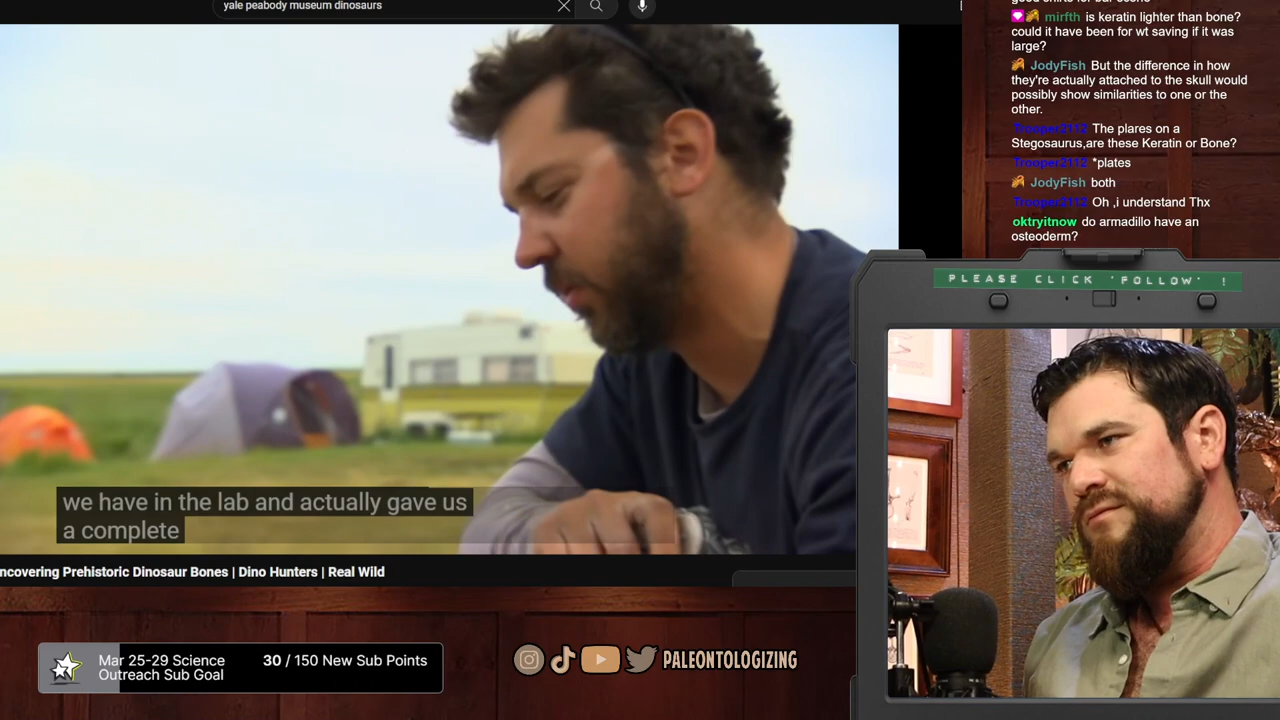 yale peabody museum dinosaurs
mirfth is keratin lighter than bone?
could it have been for wt saving if it was
large?
JodyFish But the difference in how
they're actually attached to the skull would
possibly show similarities to one or the
other.
Trooper2112 The plares on a
Stegosaurus,are these Keratin or Bone?
Trooper2112 *plates
JodyFish both
Trooper2112 Oh ,i understand Thx
oktryitnow do armadillo have an
osteoderm?
PLEASE CLICK 'FOLLOW' !
we have in the lab and actually gave us
a complete
ncovering Prehistoric Dinosaur Bones | Dino Hunters | Real Wild
Mar 25-29 Science
Outreach Sub Goal
30 / 150 New Sub Points
PALEONTOLOGIZING